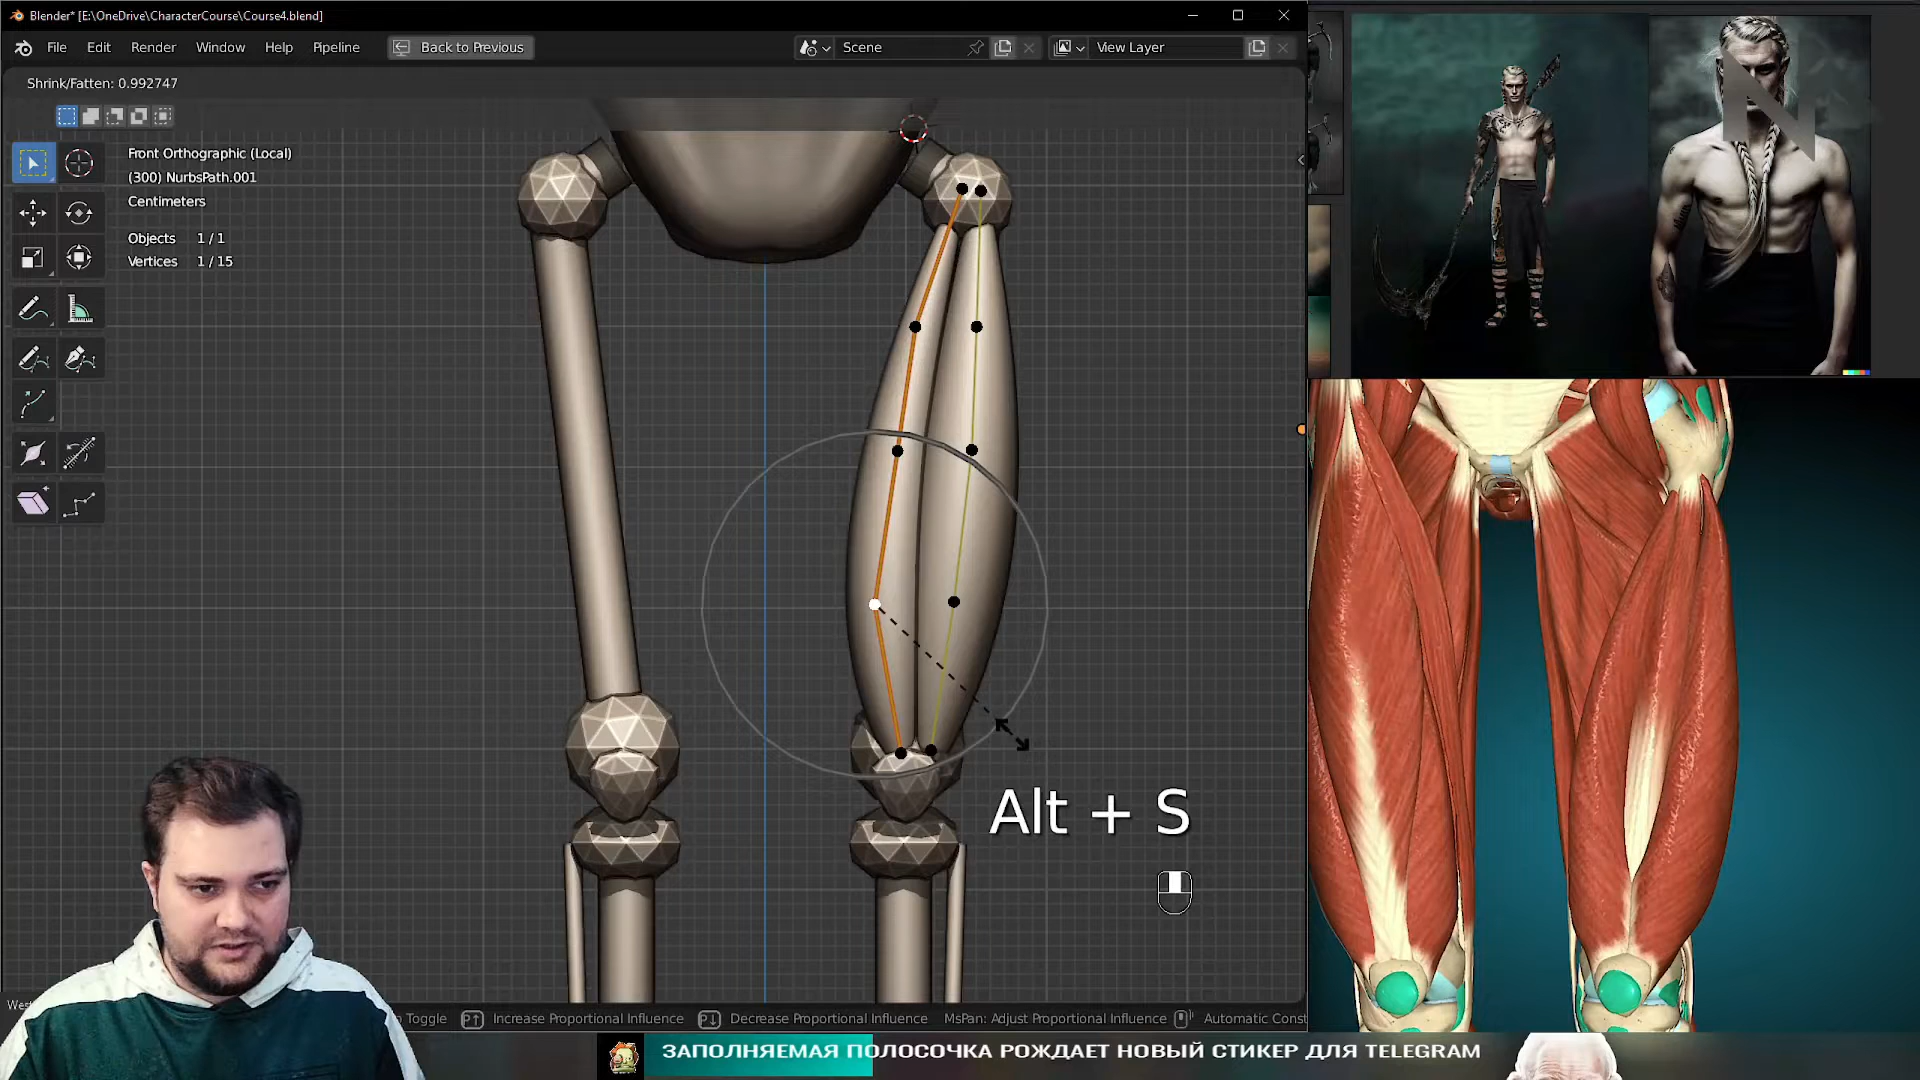 Blender* [E:\OneDrive\CharacterCourse\Course4.blend]
File Edit Render Window Help Pipeline Back to Previous Scene View Layer
Shrink/Fatten: 0.992747
Front Orthographic (Local)
(300) NurbsPath.001
Centimeters
Objects 1 / 1
Vertices 1 / 15
N
Alt + S
Toggle Increase Proportional Influence Decrease Proportional Influence MsPan: Adjust Proportional Influence Automatic Const
ЗАПОЛНЯЕМАЯ ПОЛОСОЧКА РОЖДАЕТ НОВЫЙ СТИКЕР ДЛЯ TELEGRAM